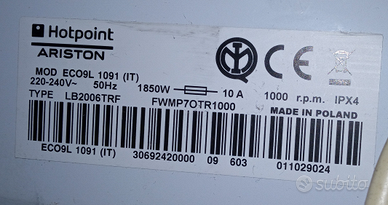 Hotpoint
ARISTON
MOD ECO9L 1091 (IT)
220-240V~ 50Hz 1850W 10 A 1000 r.p.m. IPX4
TYPE LB2006TRF FWMP7OTR1000 MADE IN POLAND
ECO9L 1091 (IT) 30692420000 09 603 011029024
subito